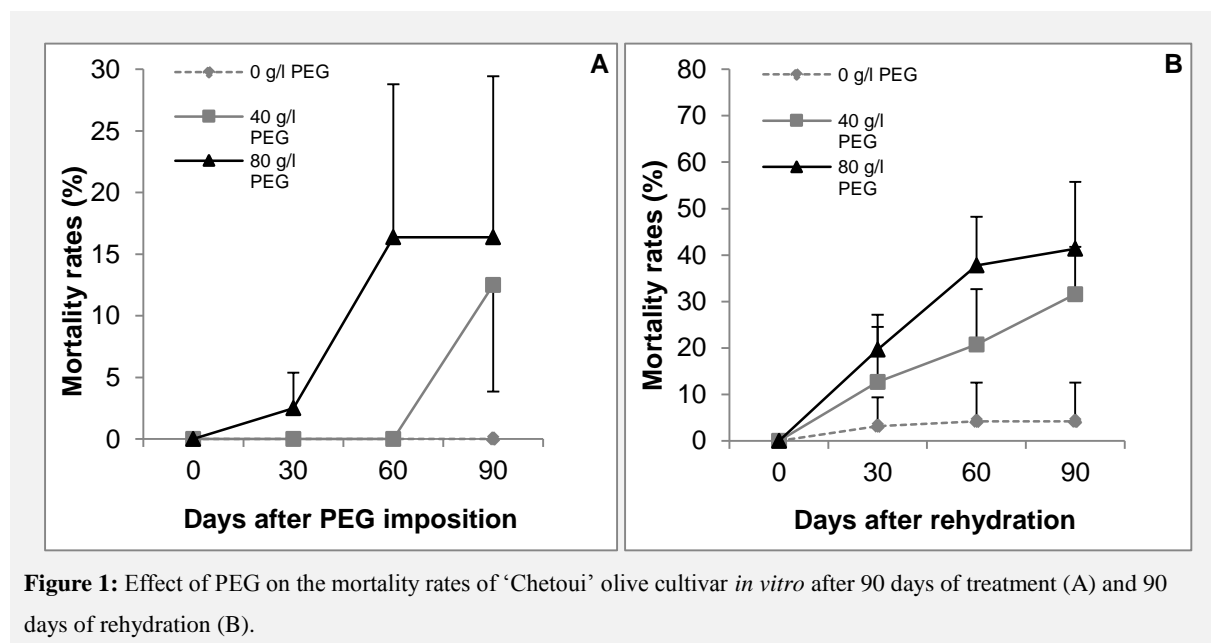 A
30
25
20
15
10
5
0
Mortality rates (%)
0 g/l PEG
40 g/l
PEG
80 g/l
PEG
0 30 60 90
Days after PEG imposition
B
80
70
60
50
40
30
20
10
0
Mortality rates (%)
0 g/l PEG
40 g/l
PEG
80 g/l
PEG
0 30 60 90
Days after rehydration
Figure 1: Effect of PEG on the mortality rates of ‘Chetoui’ olive cultivar in vitro after 90 days of treatment (A) and 90
days of rehydration (B).